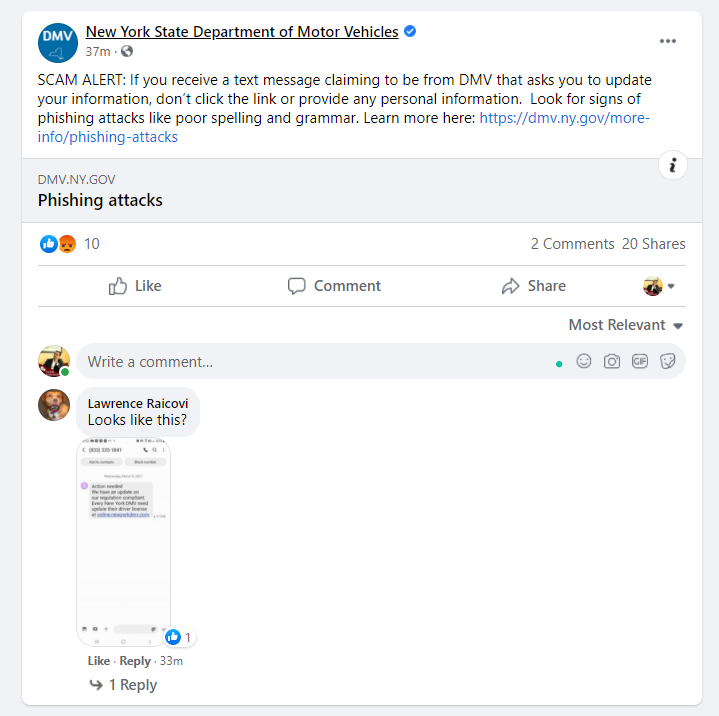 DMV
New York State Department of Motor Vehicles
37m ·
SCAM ALERT: If you receive a text message claiming to be from DMV that asks you to update
your information, don't click the link or provide any personal information.  Look for signs of
phishing attacks like poor spelling and grammar. Learn more here: https://dmv.ny.gov/more-
info/phishing-attacks
DMV.NY.GOV
Phishing attacks
10
2 Comments 20 Shares
Like
Comment
Share
Most Relevant
Write a comment...
GIF
Lawrence Raicovi
Looks like this?
Add to contacts
Block number
Action needed
We have an update on
our regulation compliant.
Every New York DMV need
update their driver license
at
1
Like · Reply · 33m
1 Reply